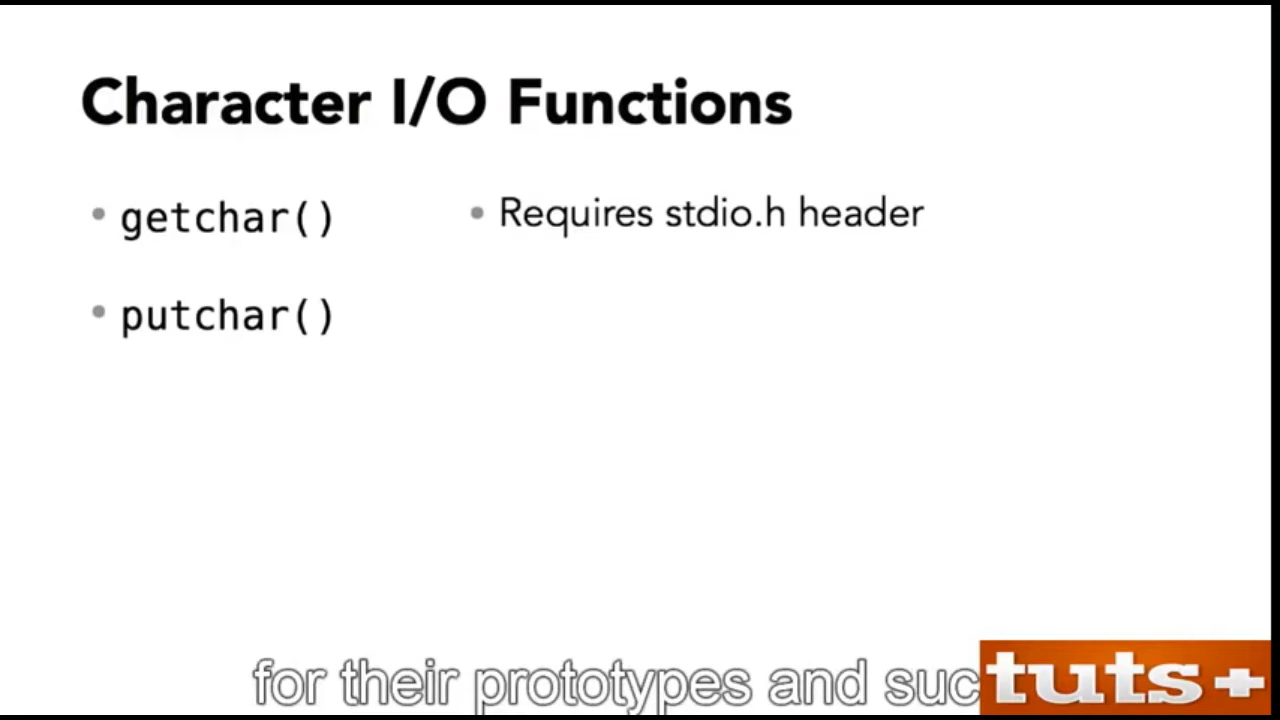 Character I/O Functions
• getchar()
• Requires stdio.h header
• putchar()
for their prototypes and suc
tuts+